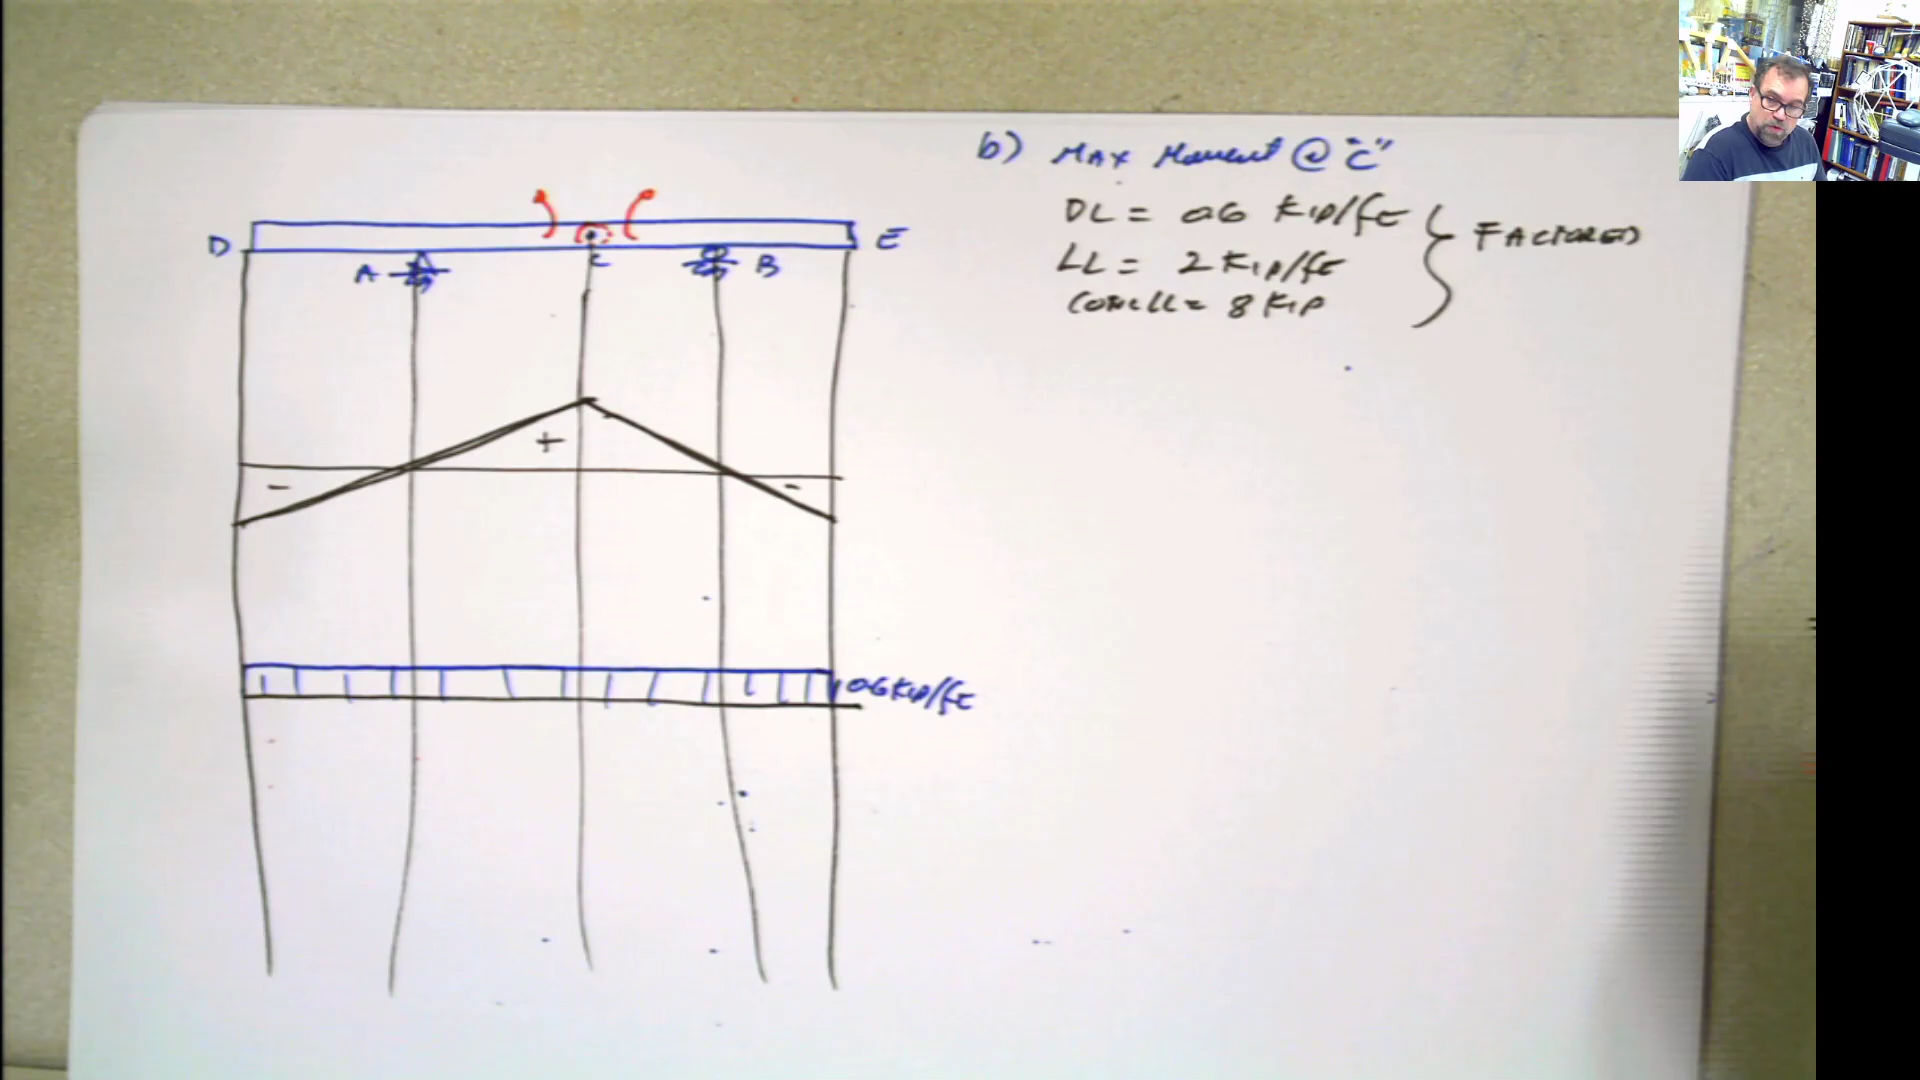 b) MAX Moment @ "C"
DL = 0.6 KIP/ft
LL = 2 KIP/ft
CONC LL = 8 KIP
FACTORED
D
E
A
C
B
+
-
-
0.6 KIP/ft